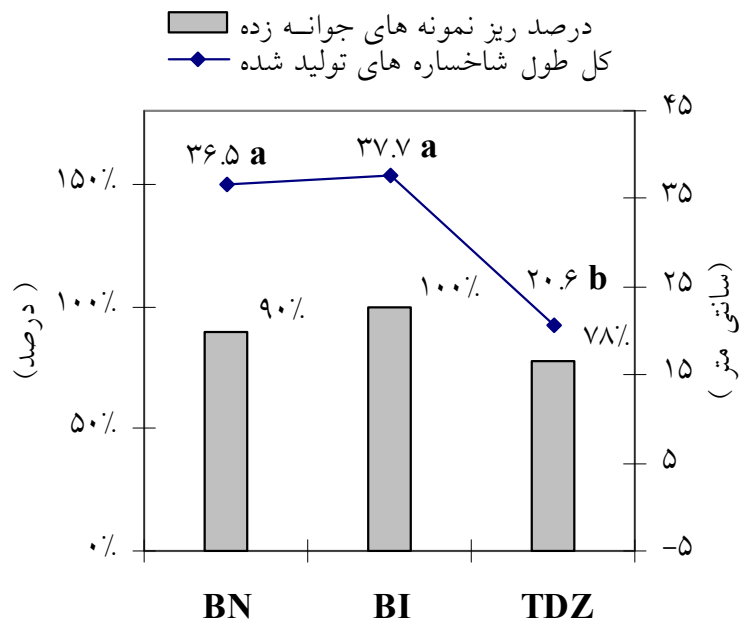 درصد ریز نمونه های جوانــه زده
کل طول شاخساره های تولید شده
۴۵
۳۶.۵ a
۳۷.۷ a
۱۵۰٪
۳۵
۲۰.۶ b
۲۵
۱۰۰٪
۹۰٪
۱۰۰٪
۷۸٪
۱۵
۵۰٪
۵
۰٪
-۵
(درصد)
(سانتی متر)
BN BI TDZ